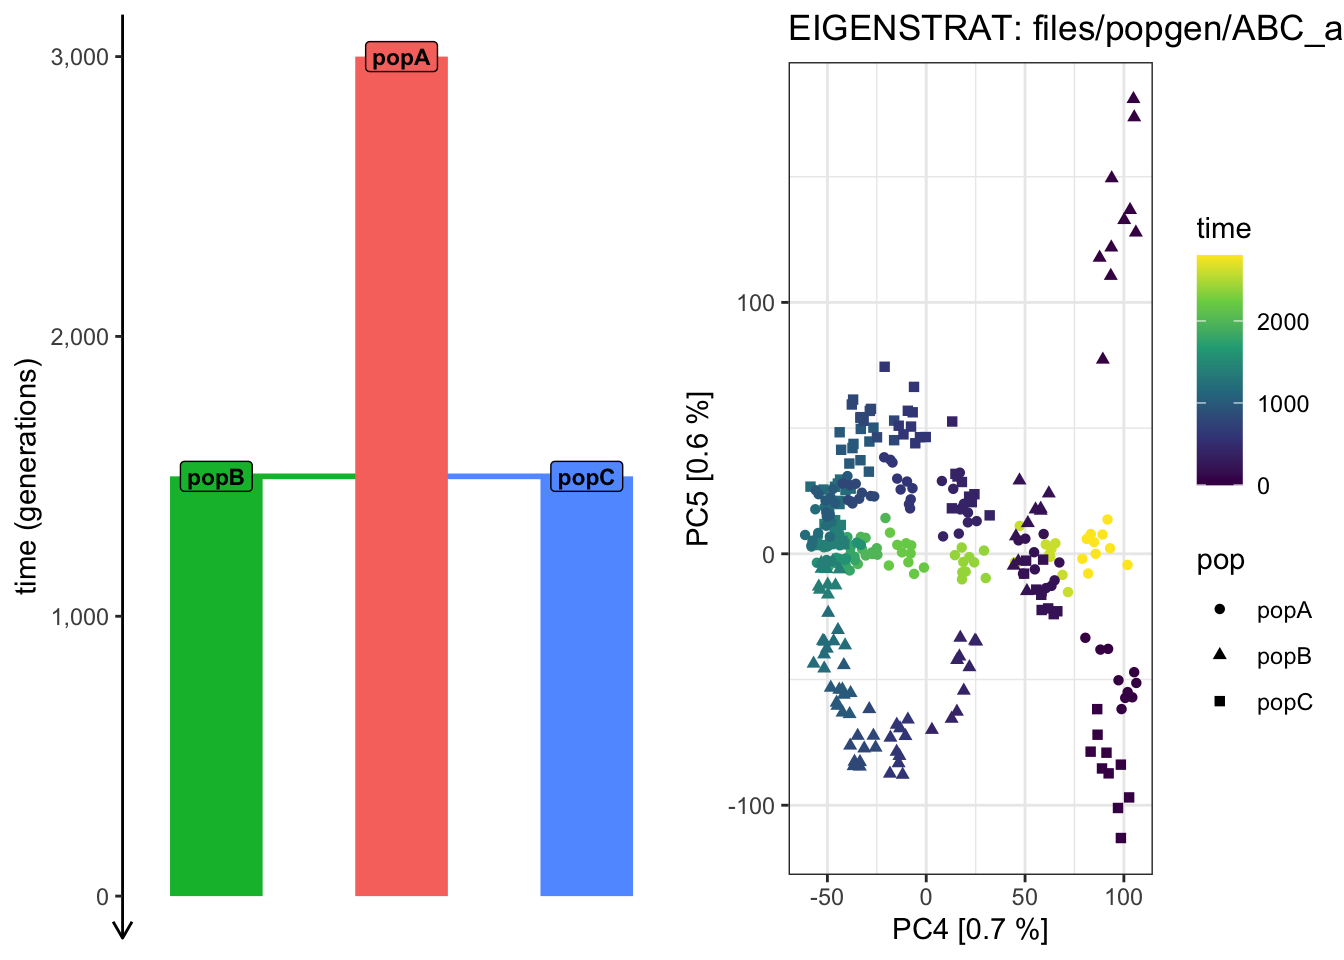 time (generations)
3,000
2,000
1,000
0
popA
popB
popC
EIGENSTRAT: files/popgen/ABC_a
PC5 [0.6 %]
100
0
-100
-50
0
50
100
PC4 [0.7 %]
time
2000
1000
0
pop
popA
popB
popC